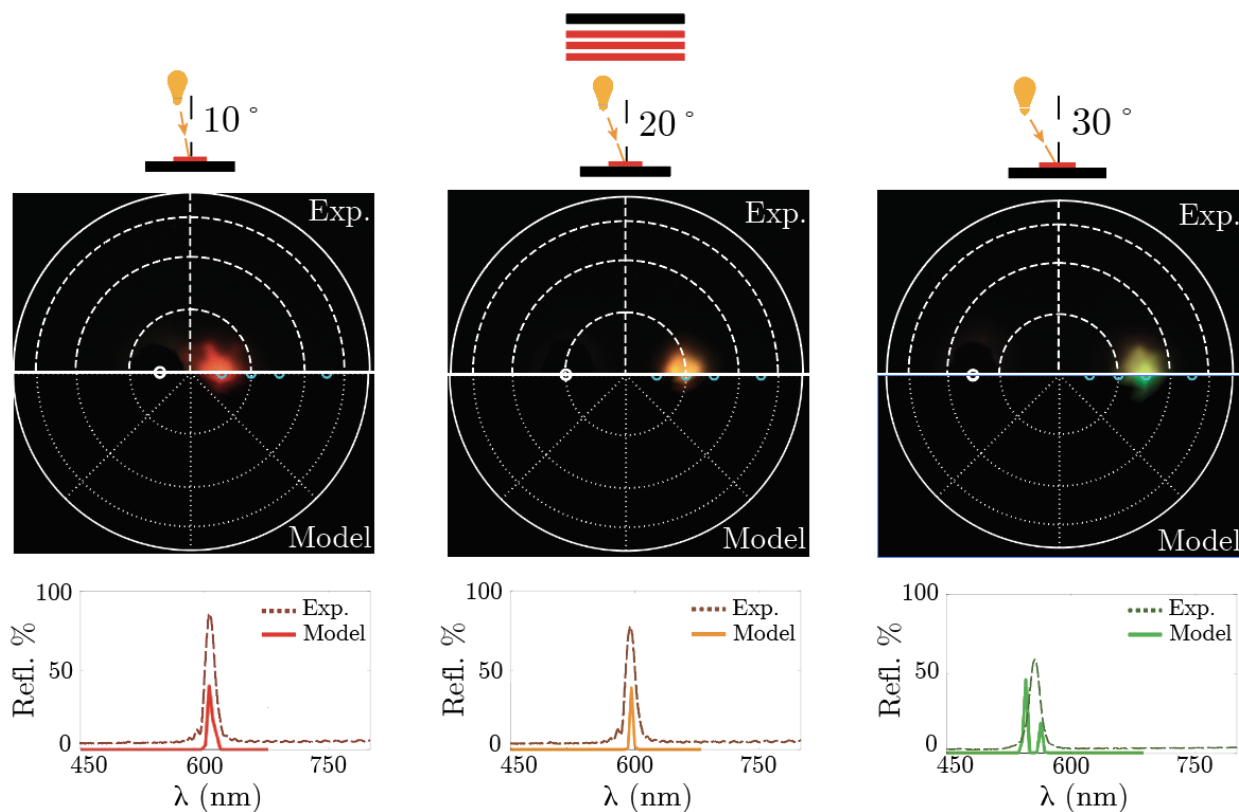 10 °
20 °
30 °
Exp.
Exp.
Exp.
Model
Model
Model
100
50
0
Refl. %
Exp.
Model
450 600 750
λ (nm)
100
50
0
Refl. %
Exp.
Model
450 600 750
λ (nm)
100
50
0
Refl. %
Exp.
Model
450 600 750
λ (nm)